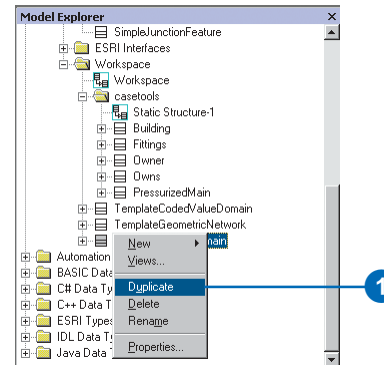 Model Explorer
SimpleJunctionFeature
ESRI Interfaces
Workspace
Workspace
casetools
Static Structure-1
Building
Fittings
Owner
Owns
PressurizedMain
TemplateCodedValueDomain
TemplateGeometricNetwork
New
Views...
Duplicate
Delete
Rename
Properties...
Automation
BASIC Data
C# Data Ty
C++ Data T
ESRI Types
IDL Data Ty
Java Data
1